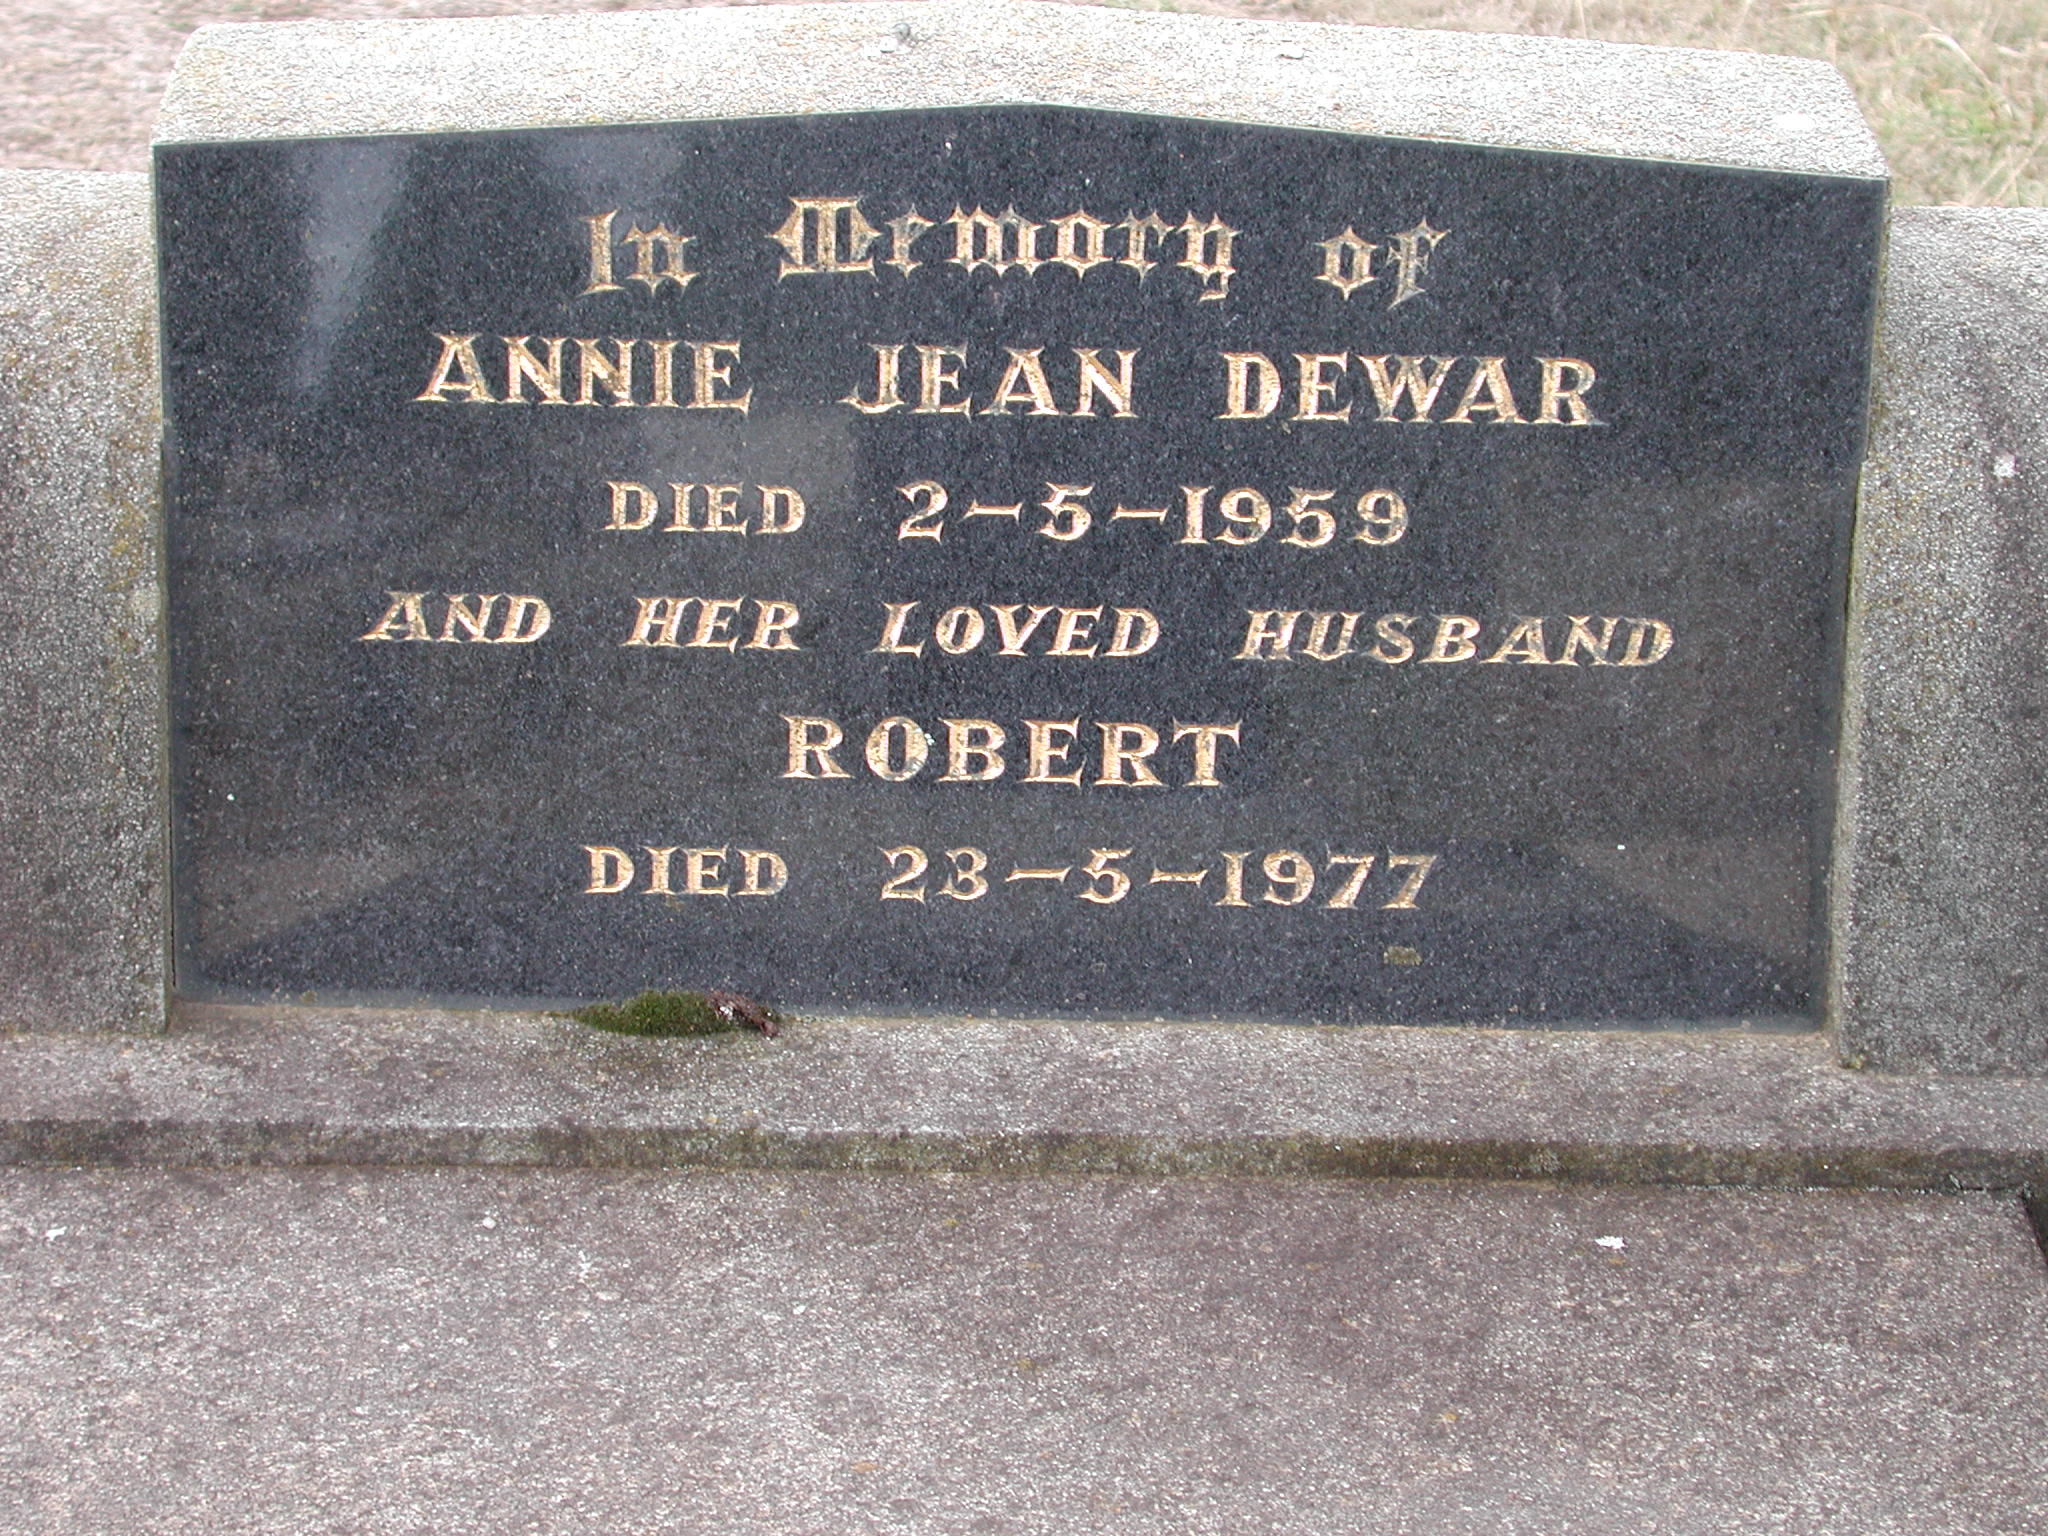 In Memory of
ANNIE JEAN DEWAR
DIED 2-5-1959
AND HER LOVED HUSBAND
ROBERT
DIED 23-5-1977